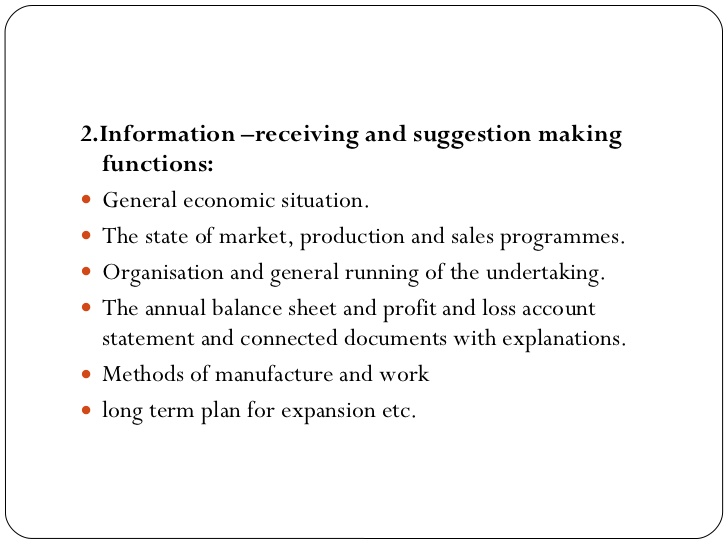 2.Information –receiving and suggestion making
functions:
• General economic situation.
• The state of market, production and sales programmes.
• Organisation and general running of the undertaking.
• The annual balance sheet and profit and loss account
statement and connected documents with explanations.
• Methods of manufacture and work
• long term plan for expansion etc.